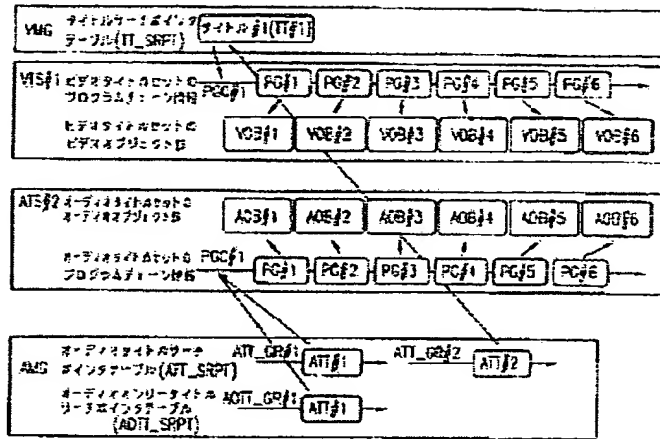 VMG タイトルサーチポインタ
テーブル(TT_SRPT)
タイトル#1(TT#1)
VTS#1 ビデオタイトルセットの
プログラムチェーン情報
PGC#1 PG#1 PG#2 PG#3 PG#4 PG#5 PG#6
ビデオタイトルセットの
ビデオオブジェクト部
VOB#1 VOB#2 VOB#3 VOB#4 VOB#5 VOB#6
ATS#2 オーディオタイトルセットの
オーディオオブジェクト部
AOB#1 AOB#2 AOB#3 AOB#4 AOB#5 AOB#6
オーディオタイトルセットの
プログラムチェーン情報
PGC#1 PG#1 PG#2 PG#3 PG#4 PG#5 PG#6
AMG オーディオタイトルサーチ
ポインタテーブル(ATT_SRPT)
ATT_GR#1 ATT#1 ATT_GR#2 ATT#2
オーディオオンリータイトル
サーチポインタテーブル
(AOTT_SRPT)
AOTT_GR#1 ATT#1